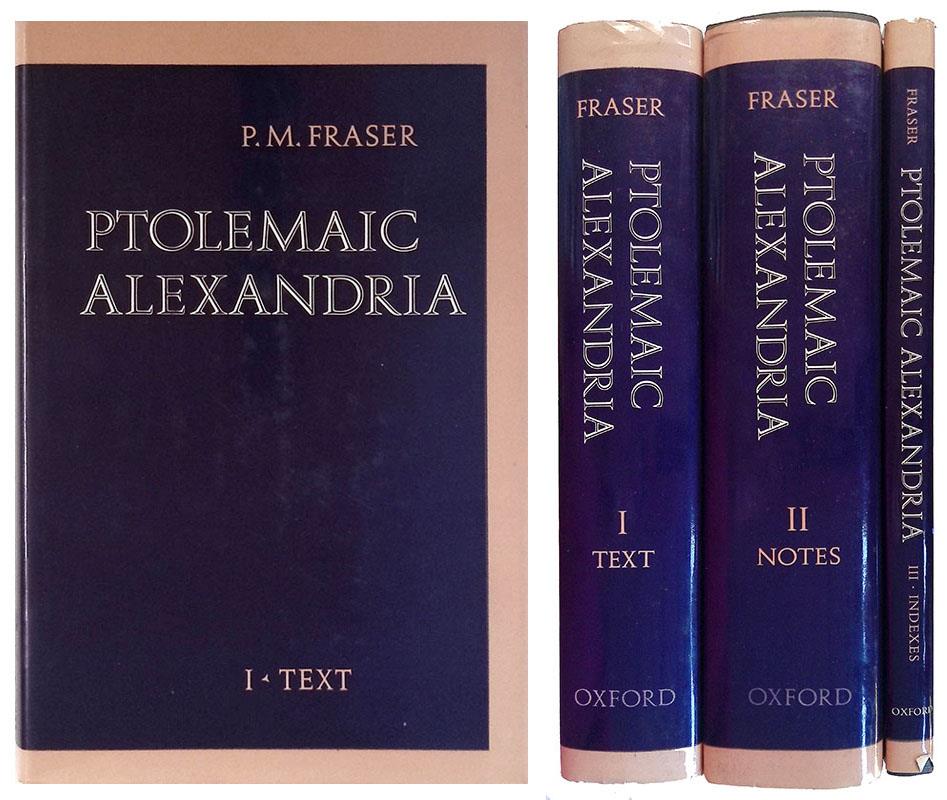 P. M. FRASER
PTOLEMAIC
ALEXANDRIA
I · TEXT
FRASER
PTOLEMAIC
ALEXANDRIA
I
TEXT
OXFORD
FRASER
PTOLEMAIC
ALEXANDRIA
II
NOTES
OXFORD
FRASER
PTOLEMAIC ALEXANDRIA
III · INDEXES
OXFORD